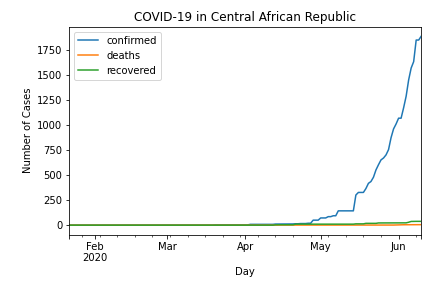 COVID-19 in Central African Republic
confirmed
deaths
recovered
Number of Cases
1750
1500
1250
1000
750
500
250
0
Feb
2020
Mar
Apr
May
Jun
Day